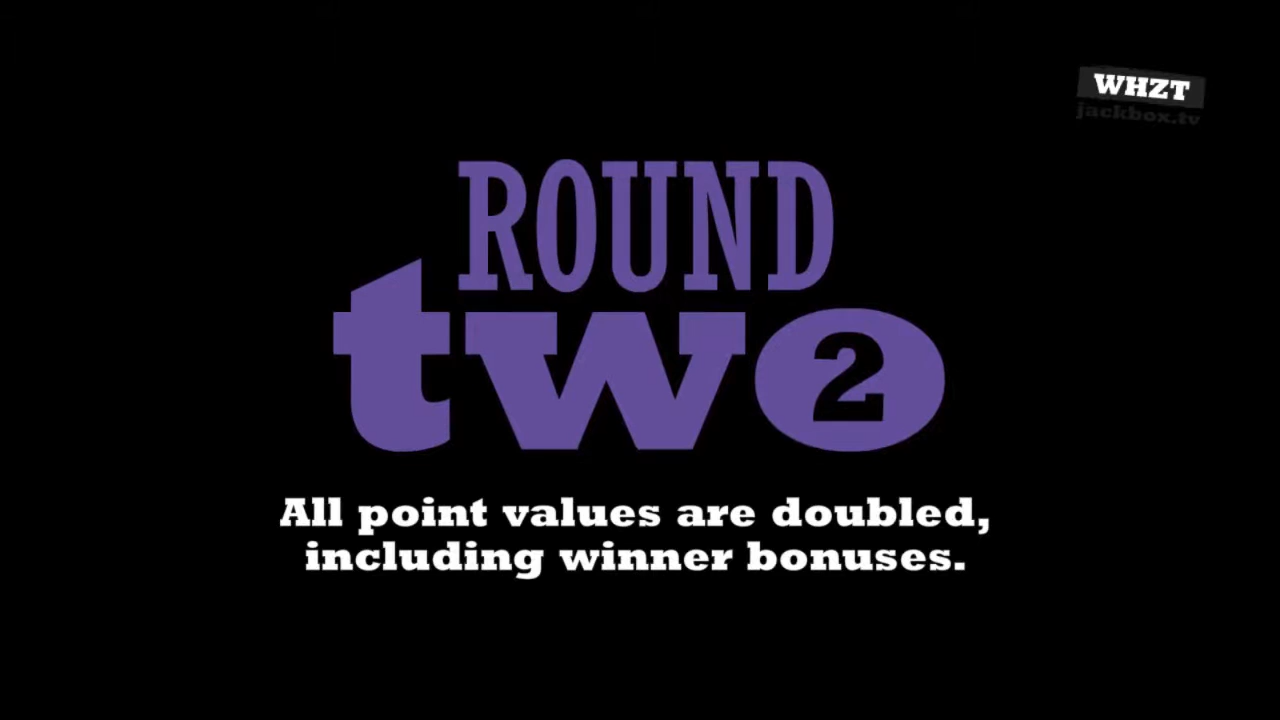 WHZT
jackbox.tv
ROUND
two
2
All point values are doubled,
including winner bonuses.